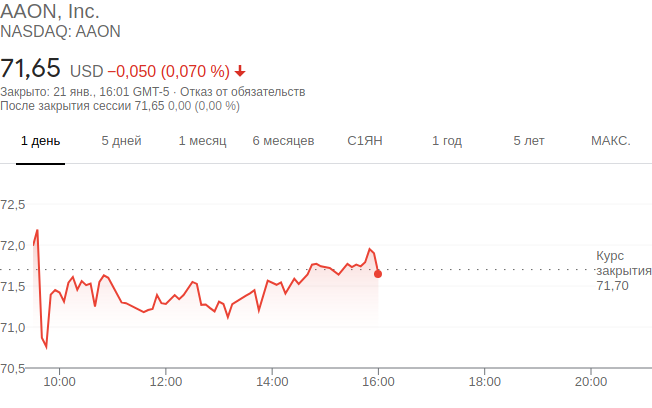 AAON, Inc.
NASDAQ: AAON
71,65 USD −0,050 (0,070 %)
Закрыто: 21 янв., 16:01 GMT-5 · Отказ от обязательств
После закрытия сессии 71,65 0,00 (0,00 %)
1 день 5 дней 1 месяц 6 месяцев С1ЯН 1 год 5 лет МАКС.
72,5
72,0
Курс
закрытия
71,70
71,5
71,0
70,5
10:00 12:00 14:00 16:00 18:00 20:00